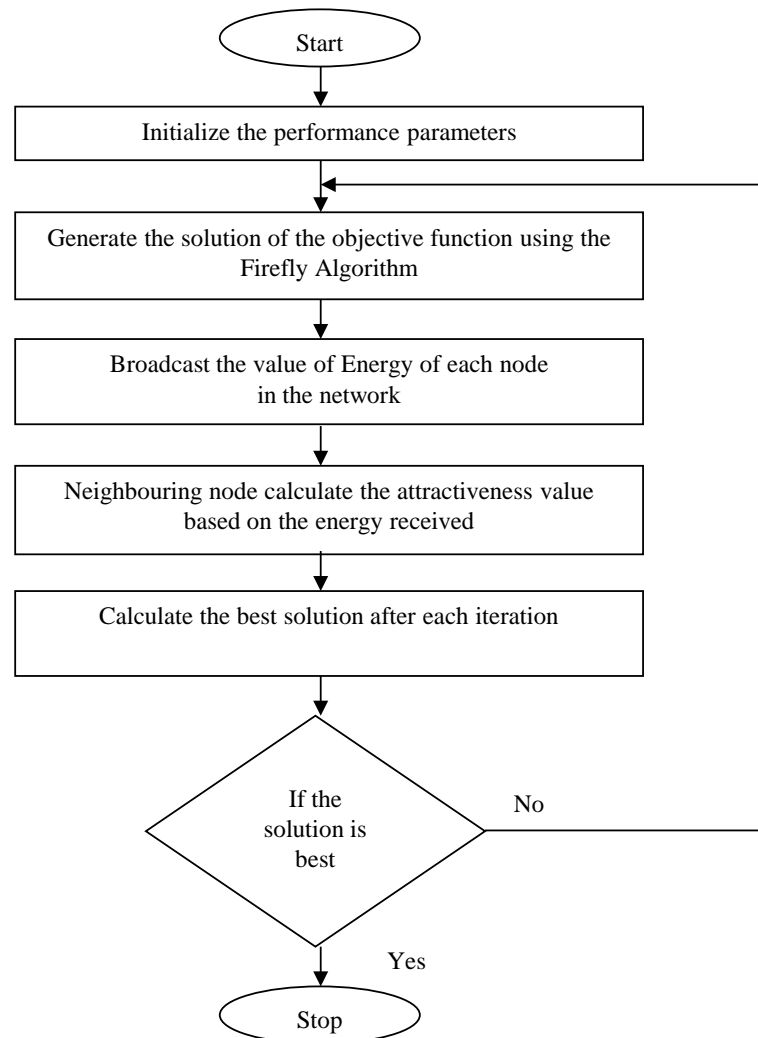 Start
Initialize the performance parameters
Generate the solution of the objective function using the
Firefly Algorithm
Broadcast the value of Energy of each node
in the network
Neighbouring node calculate the attractiveness value
based on the energy received
Calculate the best solution after each iteration
If the
solution is
best
No
Yes
Stop